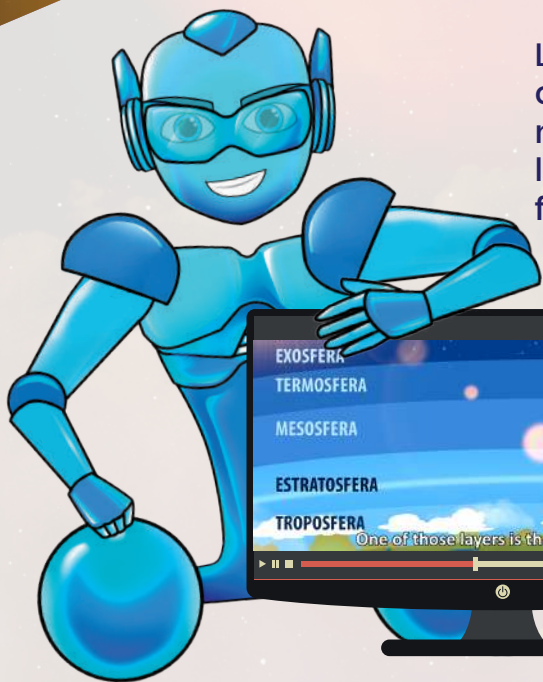 EXOSFERA
TERMOSFERA
MESOSFERA
ESTRATOSFERA
TROPOSFERA
One of those layers is th